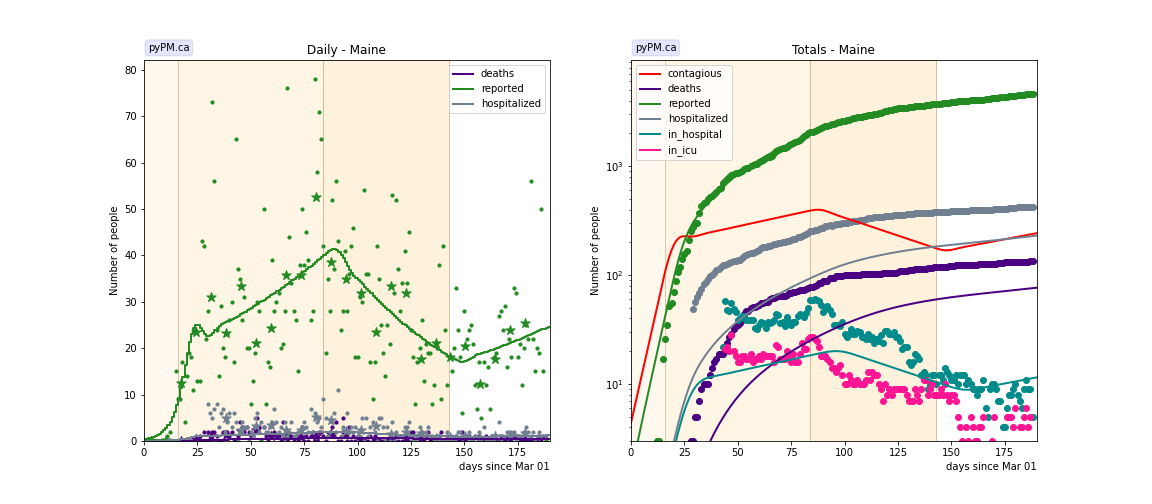 pyPM.ca
Daily - Maine
80
70
60
50
40
30
20
10
0
Number of people
deaths
reported
hospitalized
0
25
50
75
100
125
150
175
days since Mar 01
pyPM.ca
Totals - Maine
10³
10²
10¹
Number of people
contagious
deaths
reported
hospitalized
in_hospital
in_icu
0
25
50
75
100
125
150
175
days since Mar 01